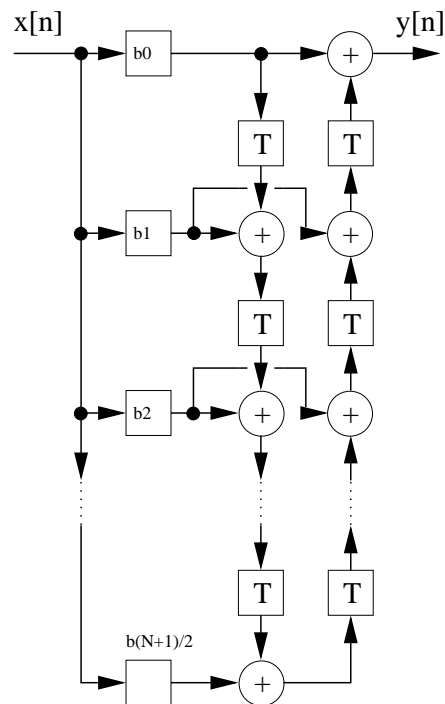 x[n] y[n]
b0 +
T T
b1 + +
T T
b2 + +
T T
b(N+1)/2
+